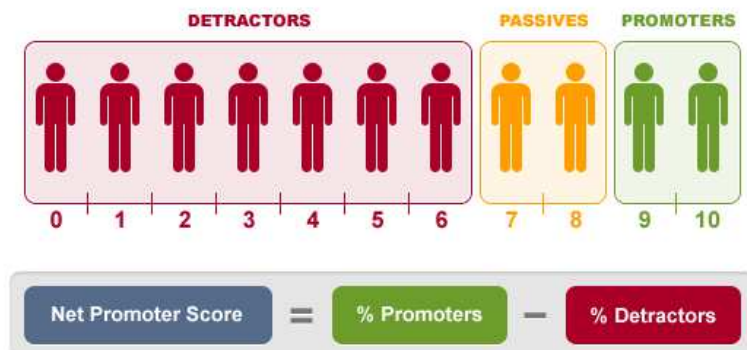 DETRACTORS PASSIVES PROMOTERS
0 1 2 3 4 5 6 7 8 9 10
Net Promoter Score = % Promoters − % Detractors